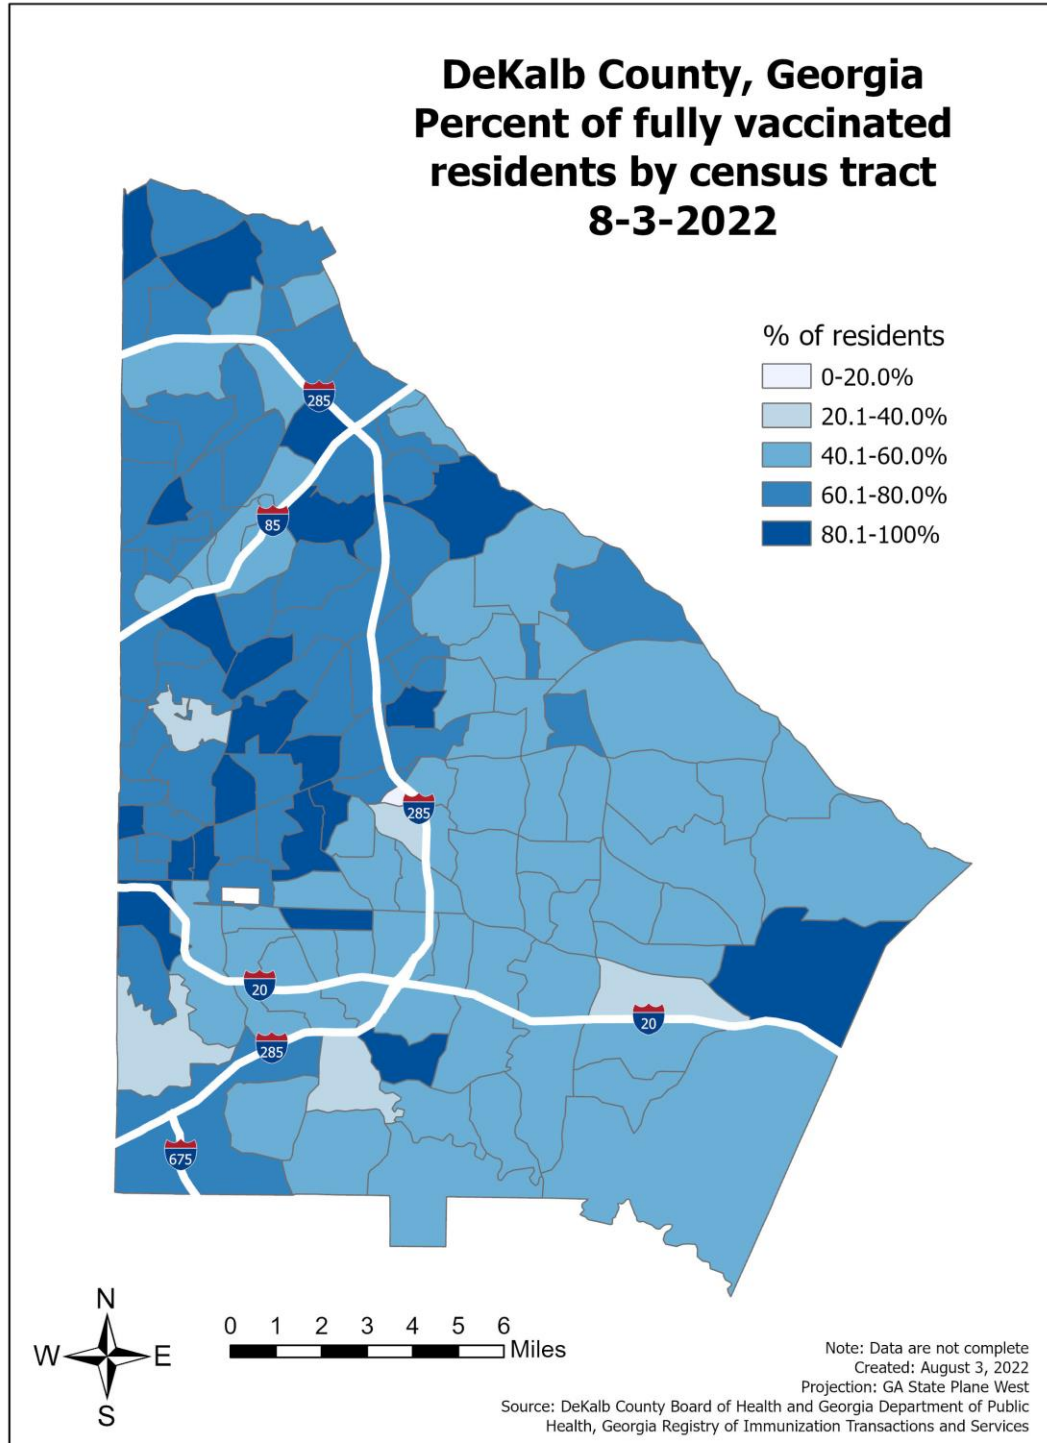 DeKalb County, Georgia
Percent of fully vaccinated
residents by census tract
8-3-2022
% of residents
0-20.0%
20.1-40.0%
40.1-60.0%
60.1-80.0%
80.1-100%
285
85
285
20
20
285
675
N
W E
S
0 1 2 3 4 5 6
Miles
Note: Data are not complete
Created: August 3, 2022
Projection: GA State Plane West
Source: DeKalb County Board of Health and Georgia Department of Public
Health, Georgia Registry of Immunization Transactions and Services